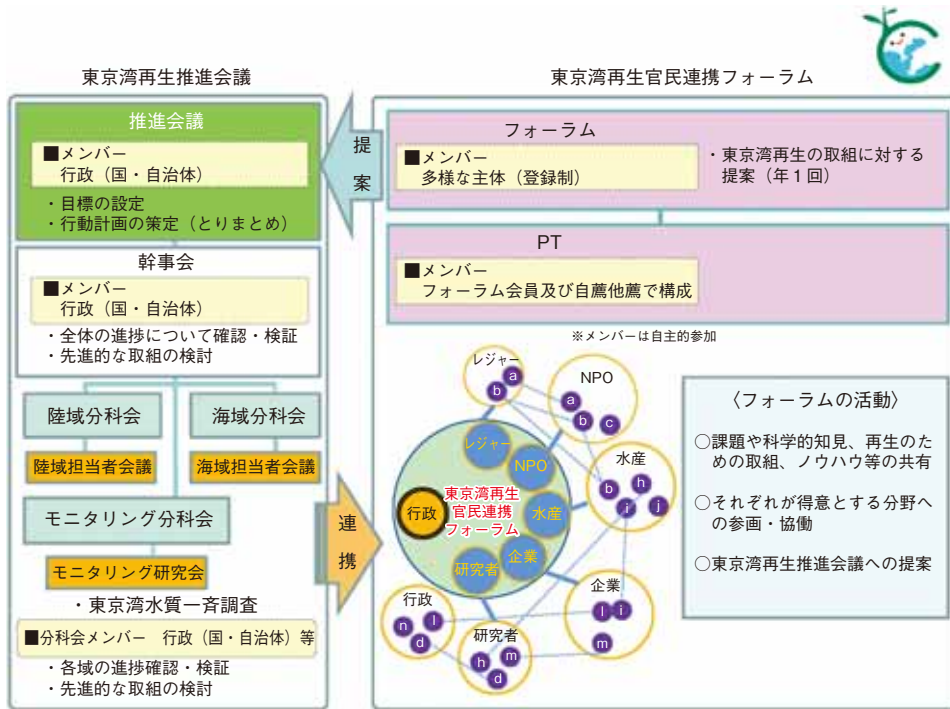 東京湾再生推進会議
推進会議
■メンバー
行政（国・自治体）
・目標の設定
・行動計画の策定（とりまとめ）
幹事会
■メンバー
行政（国・自治体）
・全体の進捗について確認・検証
・先進的な取組の検討
陸域分科会
海域分科会
陸域担当者会議
海域担当者会議
モニタリング分科会
モニタリング研究会
・東京湾水質一斉調査
■分科会メンバー　行政（国・自治体）等
・各域の進捗確認・検証
・先進的な取組の検討
提案
連携
東京湾再生官民連携フォーラム
フォーラム
■メンバー
多様な主体（登録制）
・東京湾再生の取組に対する
提案（年１回）
PT
■メンバー
フォーラム会員及び自薦他薦で構成
※メンバーは自主的参加
レジャー
a
b
NPO
a
b
c
水産
b
h
i
j
企業
l
i
m
研究者
h
m
d
行政
n
l
d
レジャー
NPO
水産
企業
研究者
行政
東京湾再生
官民連携
フォーラム
〈フォーラムの活動〉
○課題や科学的知見、再生のた
めの取組、ノウハウ等の共有
○それぞれが得意とする分野へ
の参画・協働
○東京湾再生推進会議への提案